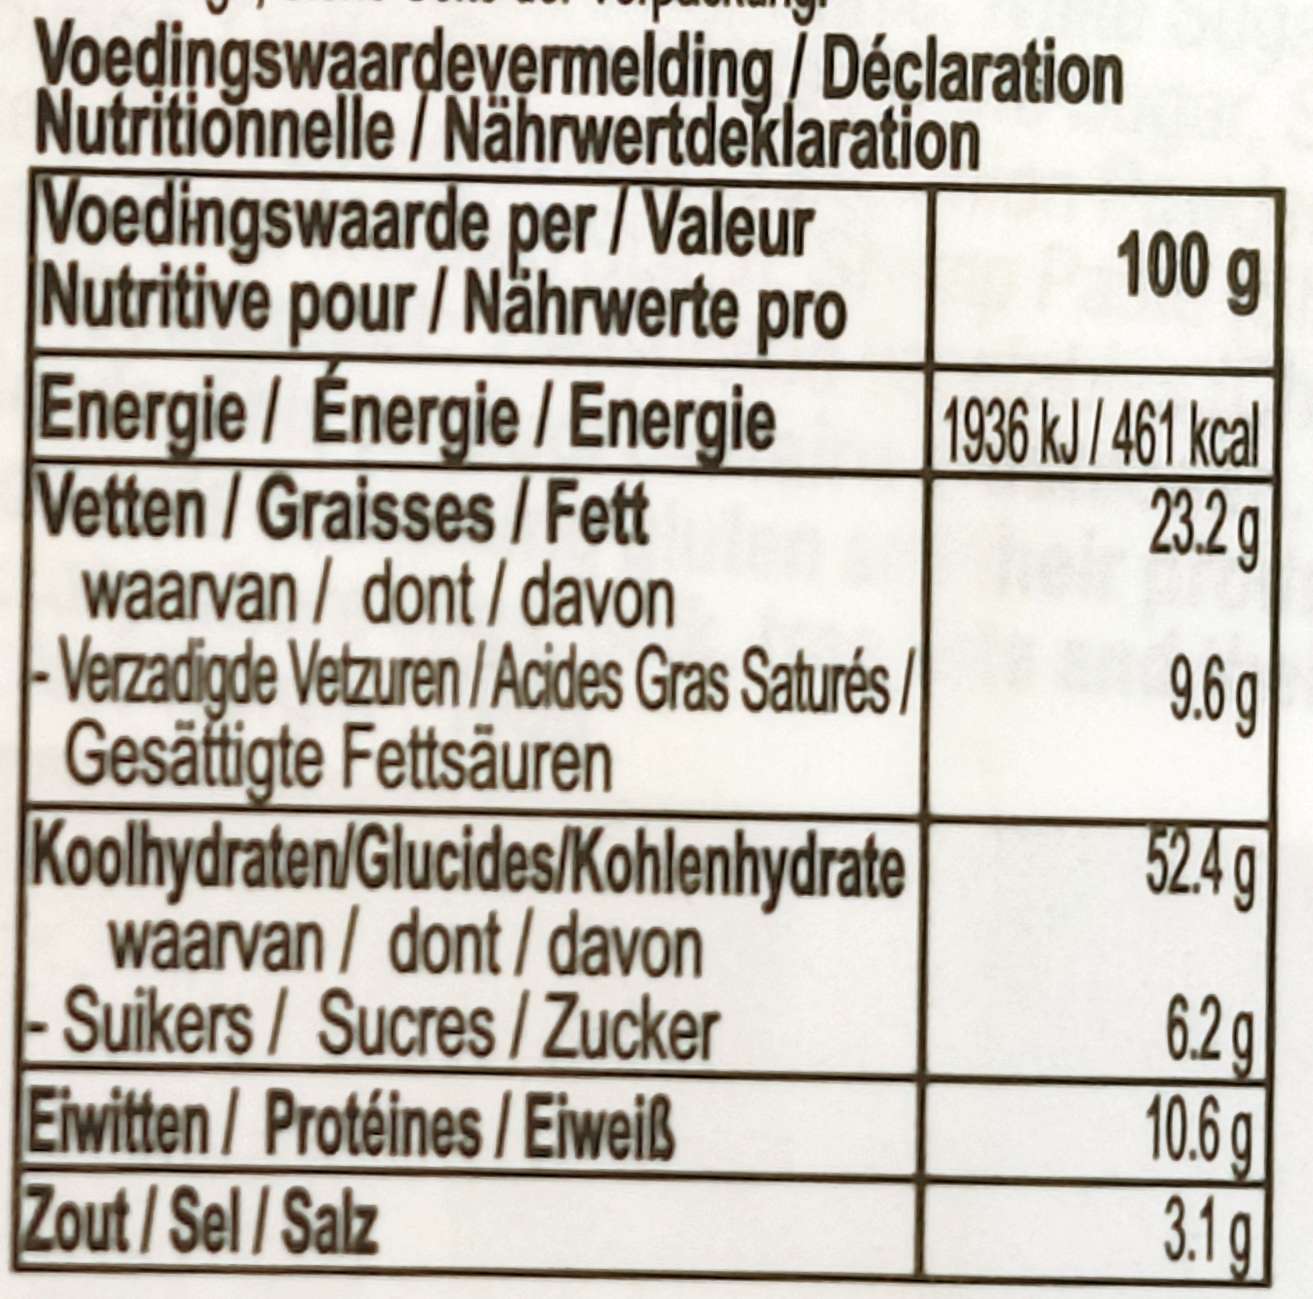 Voedingswaardevermelding / Déclaration
Nutritionnelle / Nährwertdeklaration
Voedingswaarde per / Valeur
Nutritive pour / Nährwerte pro
100 g
Energie / Énergie / Energie
1936 kJ / 461 kcal
Vetten / Graisses / Fett
23.2 g
waarvan / dont / davon
- Verzadigde Vetzuren / Acides Gras Saturés /
9.6 g
Gesättigte Fettsäuren
Koolhydraten/Glucides/Kohlenhydrate
52.4 g
waarvan / dont / davon
- Suikers / Sucres / Zucker
6.2 g
Eiwitten / Protéines / Eiweiß
10.6 g
Zout / Sel / Salz
3.1 g